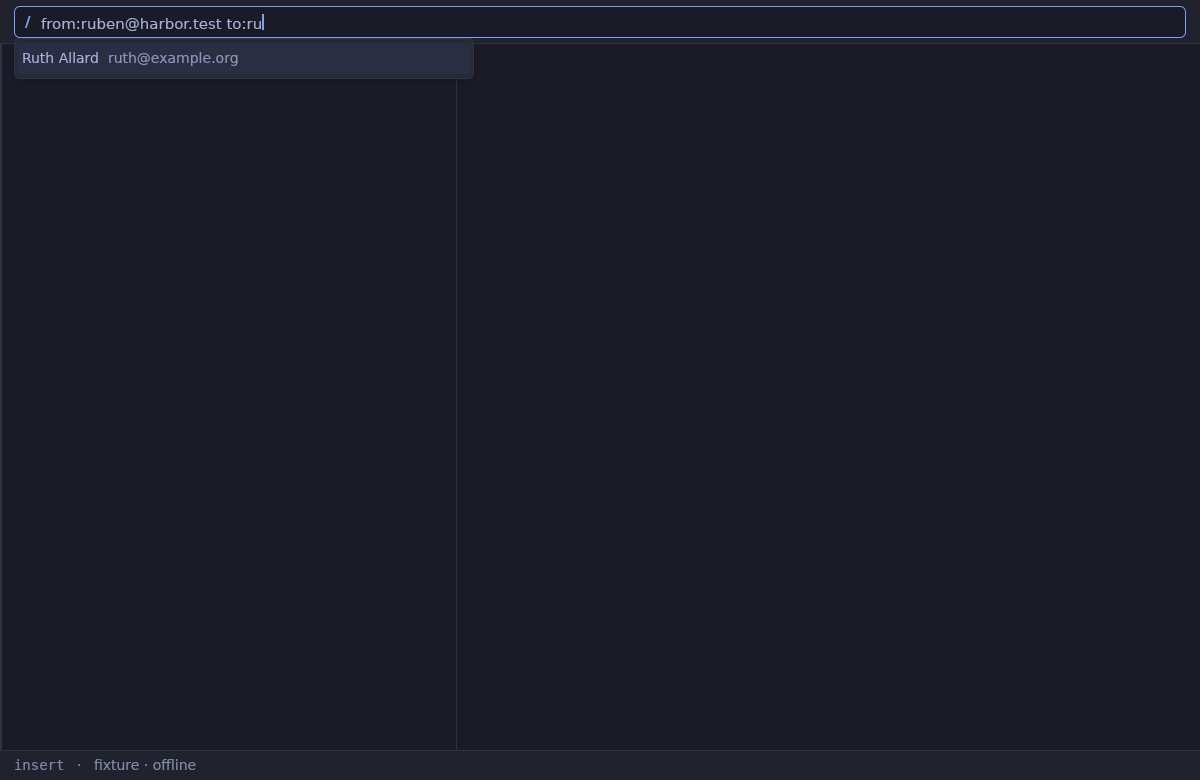 / from:ruben@harbor.test to:ru
Ruth Allard ruth@example.org
insert · fixture · offline